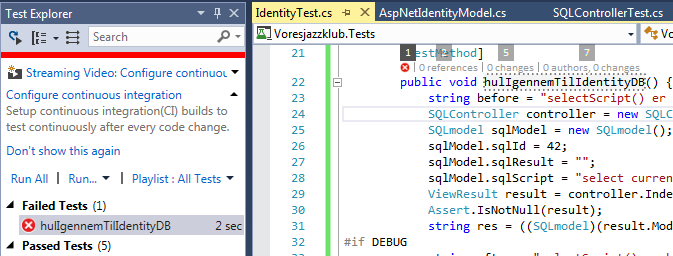 Test Explorer
Search
Streaming Video: Configure continuou
Configure continuous integration
Setup continuous integration(CI) builds to
test continuously after every code change.
Don't show this again
Run All Run... Playlist : All Tests
Failed Tests (1)
hulIgennemTilIdentityDB 2 sec
Passed Tests (5)
IdentityTest.cs AspNetIdentityModel.cs SQLControllerTest.cs
Voresjazzklub.Tests Vo
1 2 5 7
21 estMethod]
0 references | 0 changes | 0 authors, 0 changes
22 public void hulIgennemTilIdentityDB() {
23 string before = "selectScript() er
24 SQLController controller = new SQLC
25 SQLmodel sqlModel = new SQLmodel();
26 sqlModel.sqlId = 42;
27 sqlModel.sqlResult = "";
28 sqlModel.sqlScript = "select curren
29 ViewResult result = controller.Inde
30 Assert.IsNotNull(result);
31 string res = ((SQLmodel)(result.Mod
32 #if DEBUG